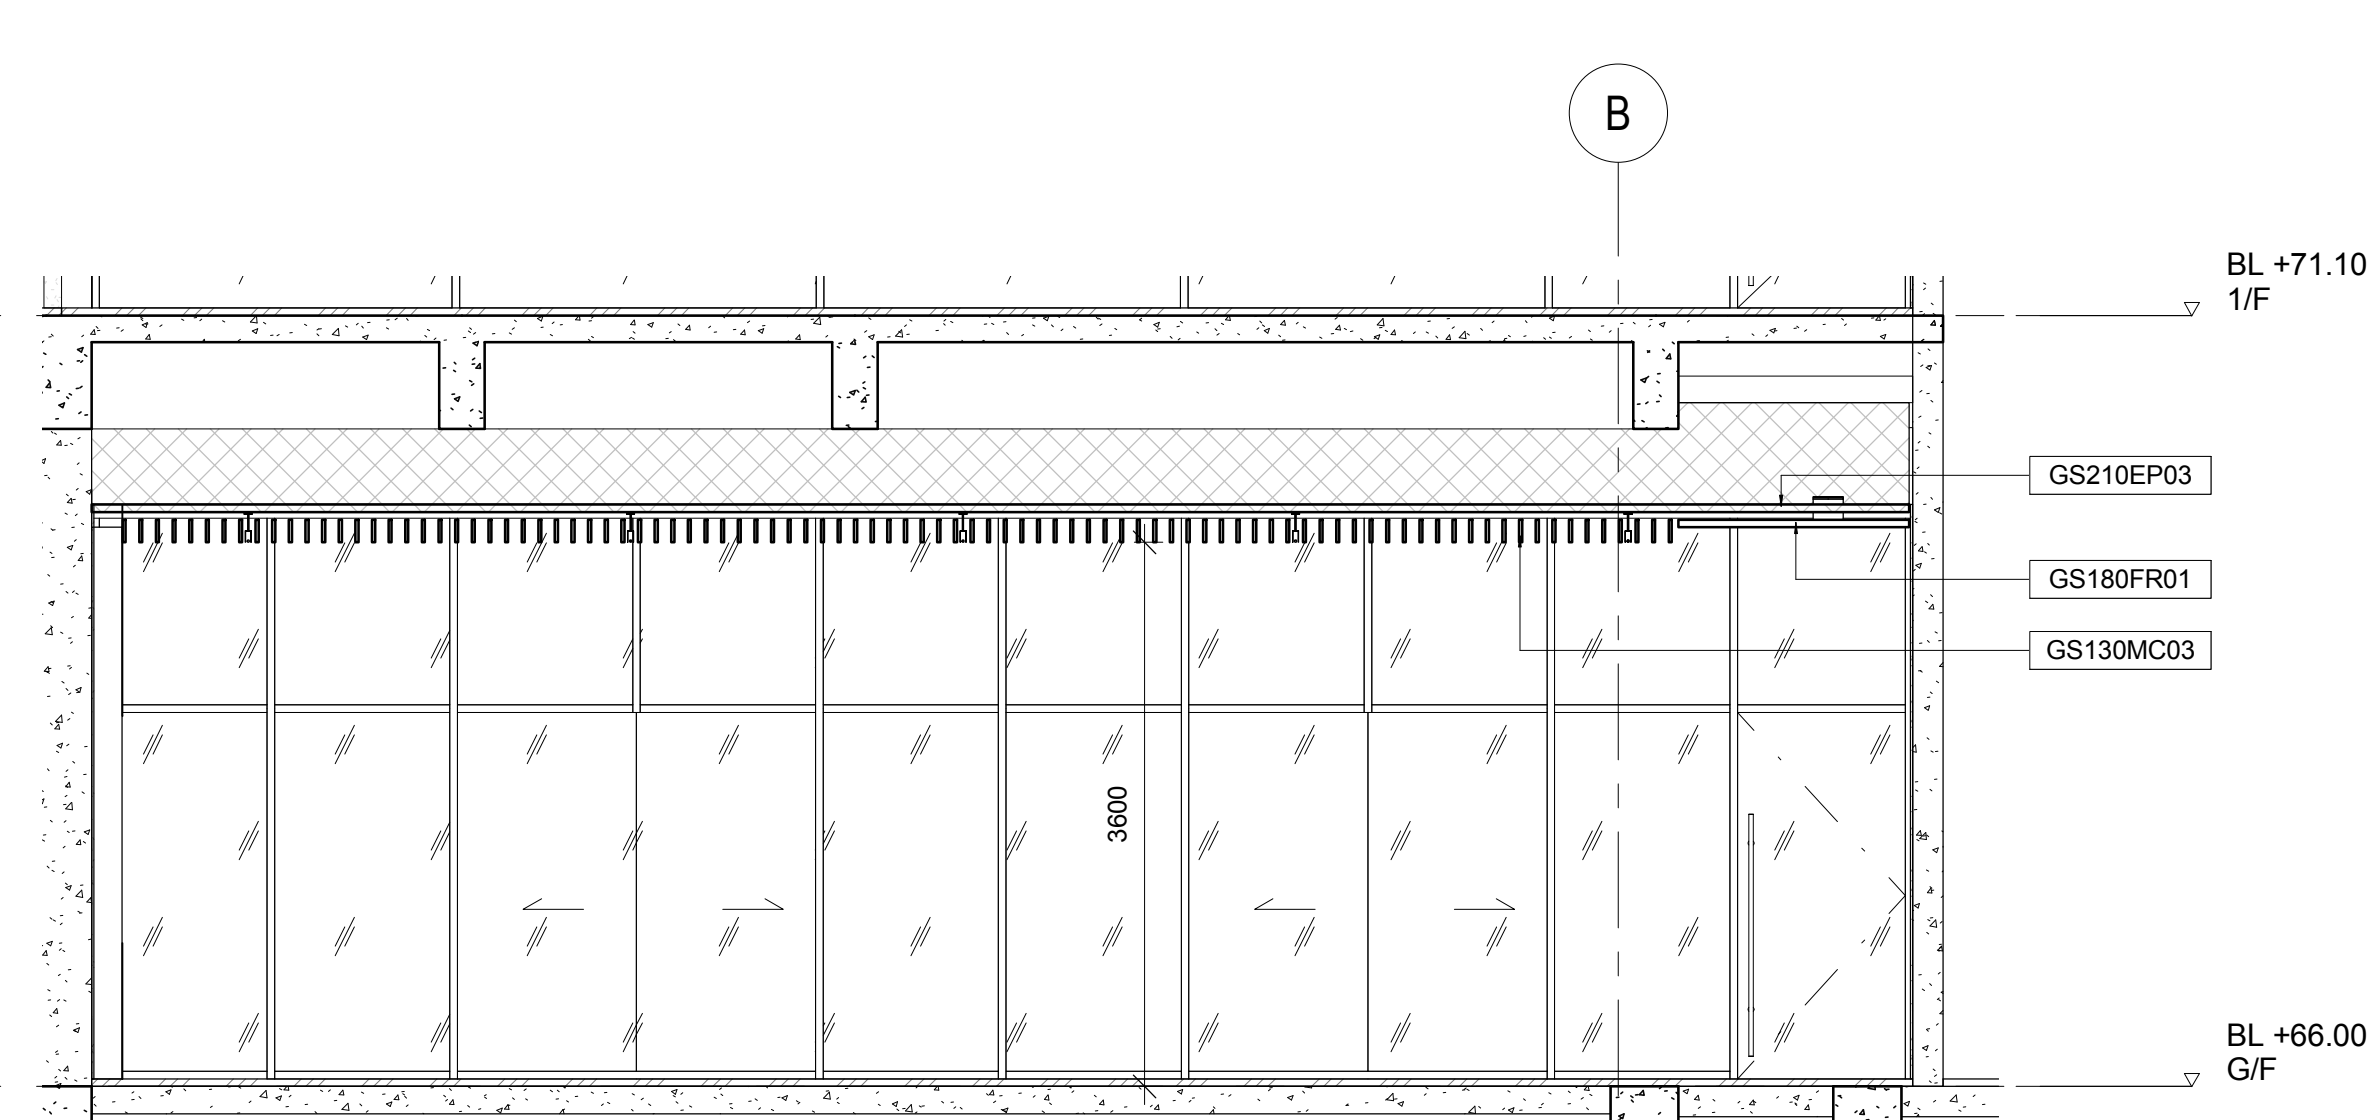 B
BL +71.10
1/F
GS210EP03
GS180FR01
GS130MC03
3600
BL +66.00
G/F